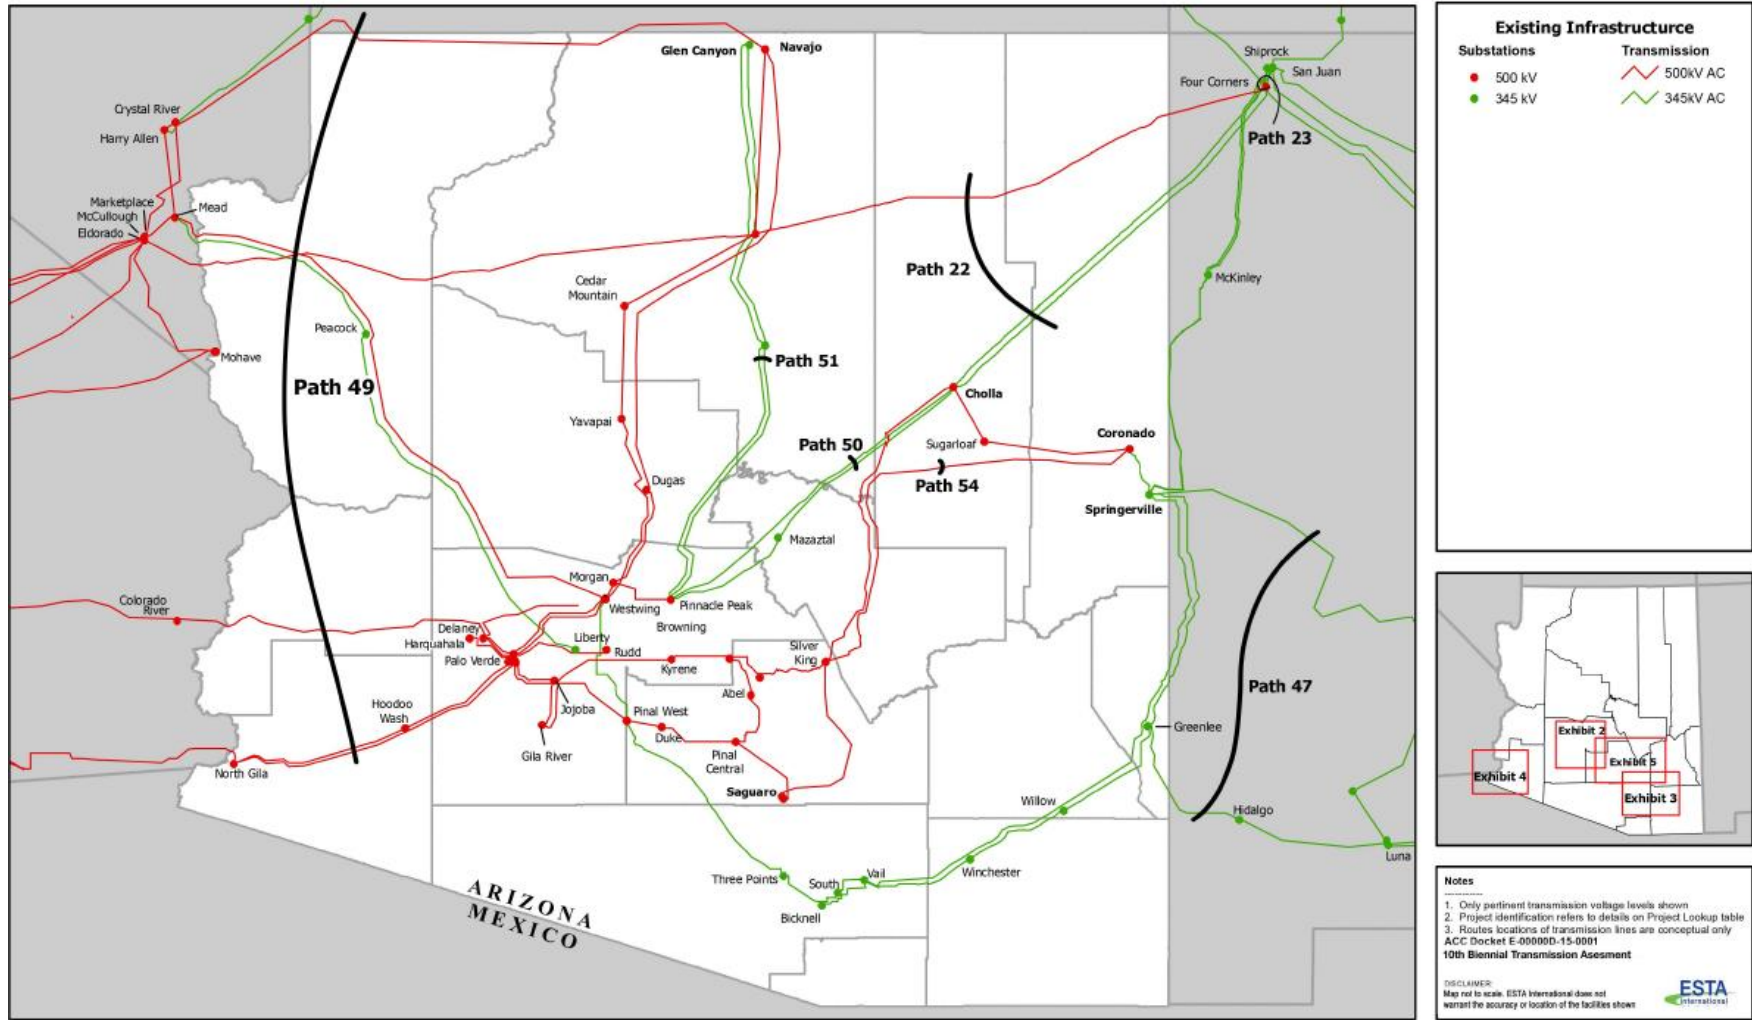 Existing Infrastructurce
Substations
Transmission
500 kV
500kV AC
345 kV
345kV AC
Glen Canyon
Navajo
Shiprock
San Juan
Four Corners
Path 23
Crystal River
Harry Allen
Marketplace
McCullough
Eldorado
Mead
Path 22
McKinley
Cedar
Mountain
Peacock
Mohave
Path 51
Path 49
Cholla
Yavapai
Path 50
Sugarloaf
Coronado
Path 54
Dugas
Springerville
Mazaztal
Morgan
Westwing
Pinnacle Peak
Browning
Colorado
River
Delaney
Harquahala
Palo Verde
Liberty
Rudd
Kyrene
Silver
King
Abel
Path 47
Hoodoo
Wash
Jojoba
Pinal West
Duke
Greenlee
Gila River
Pinal
Central
North Gila
Saguaro
Willow
Hidalgo
Luna
Three Points
South
Vail
Winchester
Bicknell
ARIZONA
MEXICO
Exhibit 2
Exhibit 5
Exhibit 4
Exhibit 3
Notes
------------
1. Only pertinent transmission voltage levels shown
2. Project identification refers to details on Project Lookup table
3. Routes locations of transmission lines are conceptual only
ACC Docket E-00000D-15-0001
10th Biennial Transmission Asesment
DISCLAIMER:
Map not to scale. ESTA International does not
warrant the accuracy or location of the facilities shown
ESTA
International